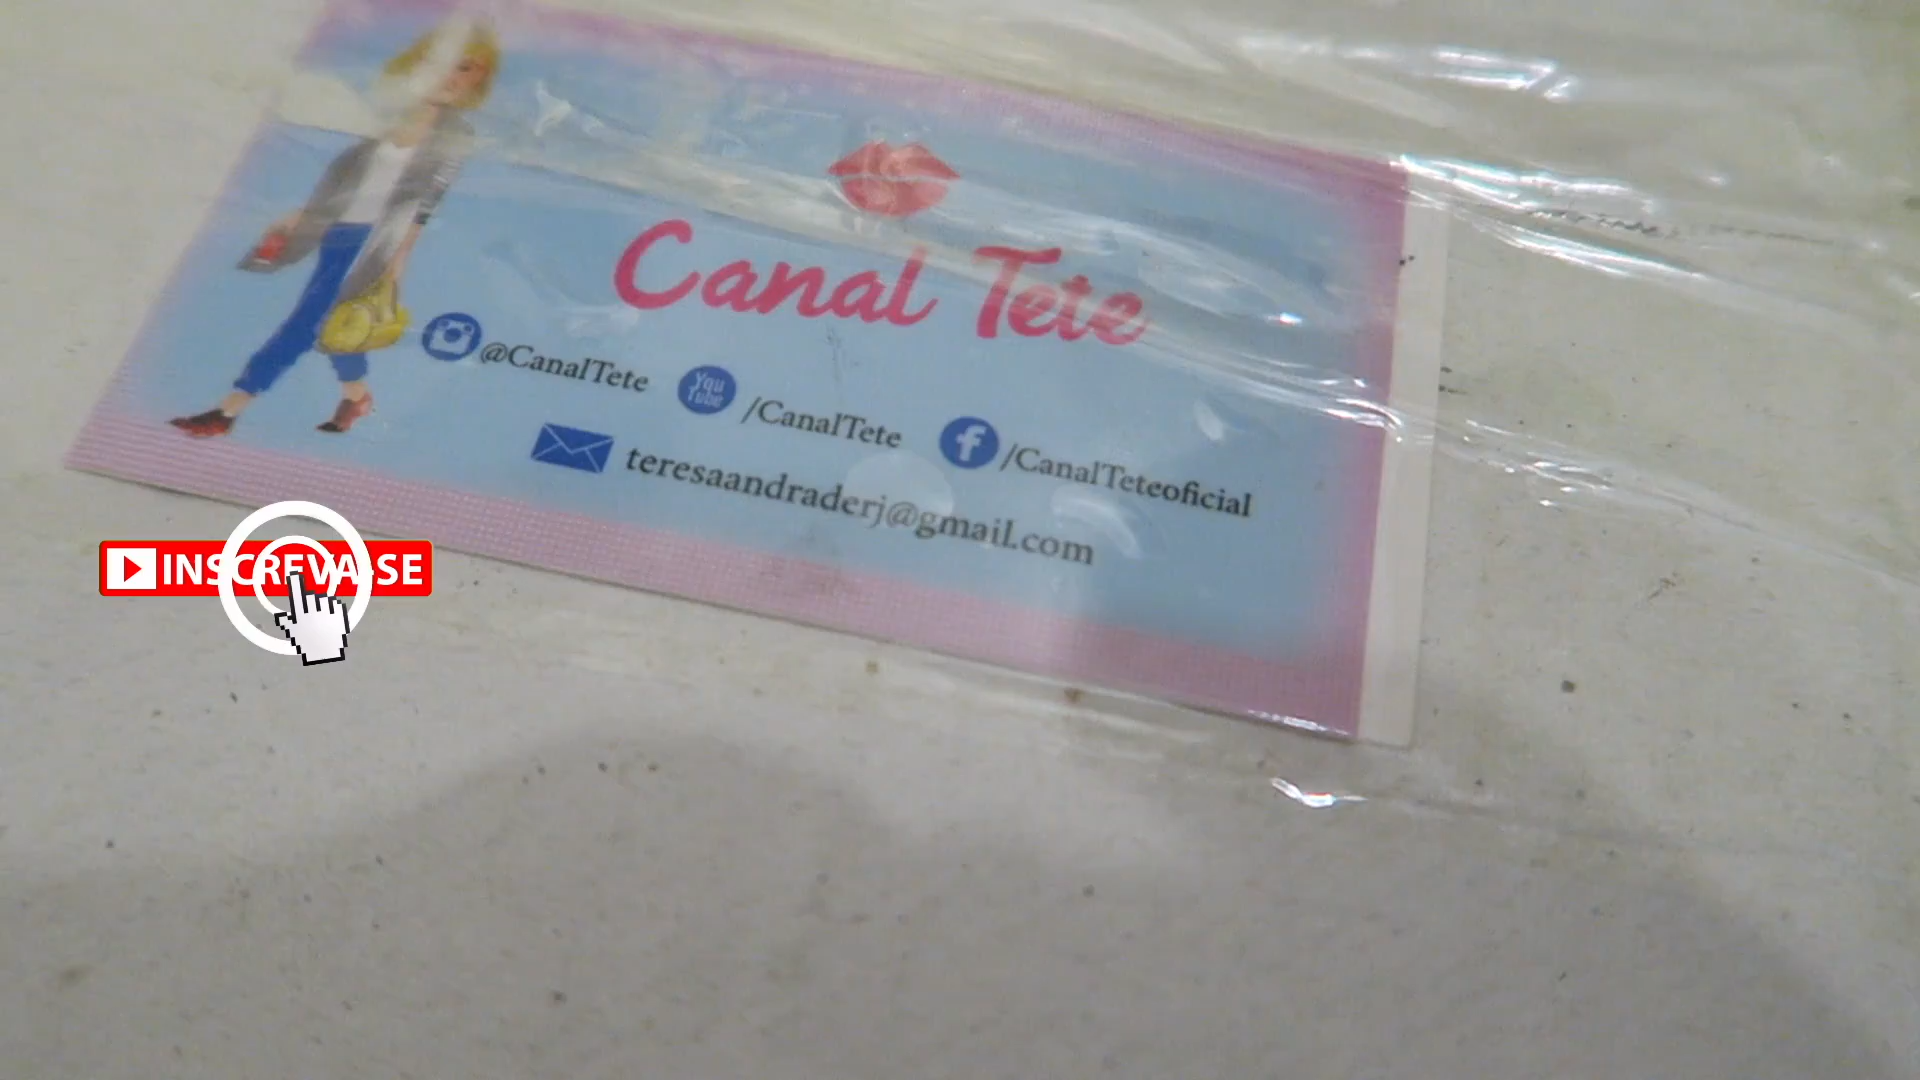 Canal Tete
@CanalTete
You Tube
/CanalTete
f
/CanalTeteoficial
teresaandraderj@gmail.com
INSCREVA-SE